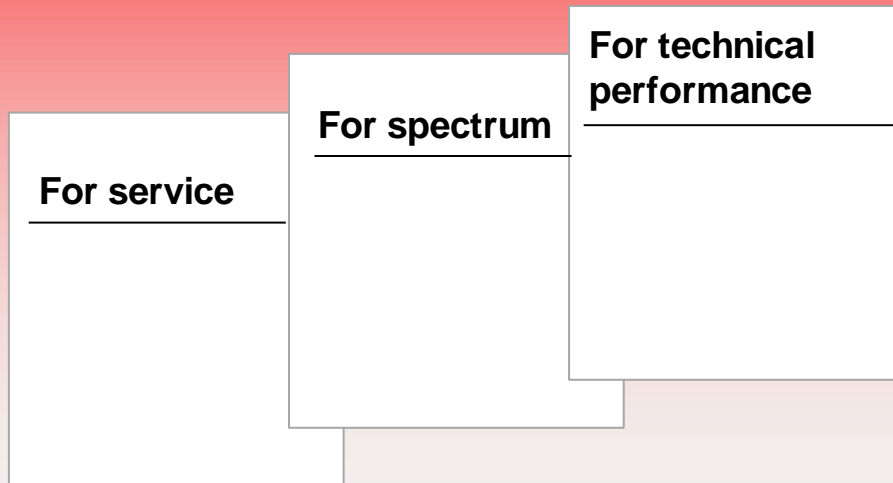 For service
For spectrum
For technical
performance